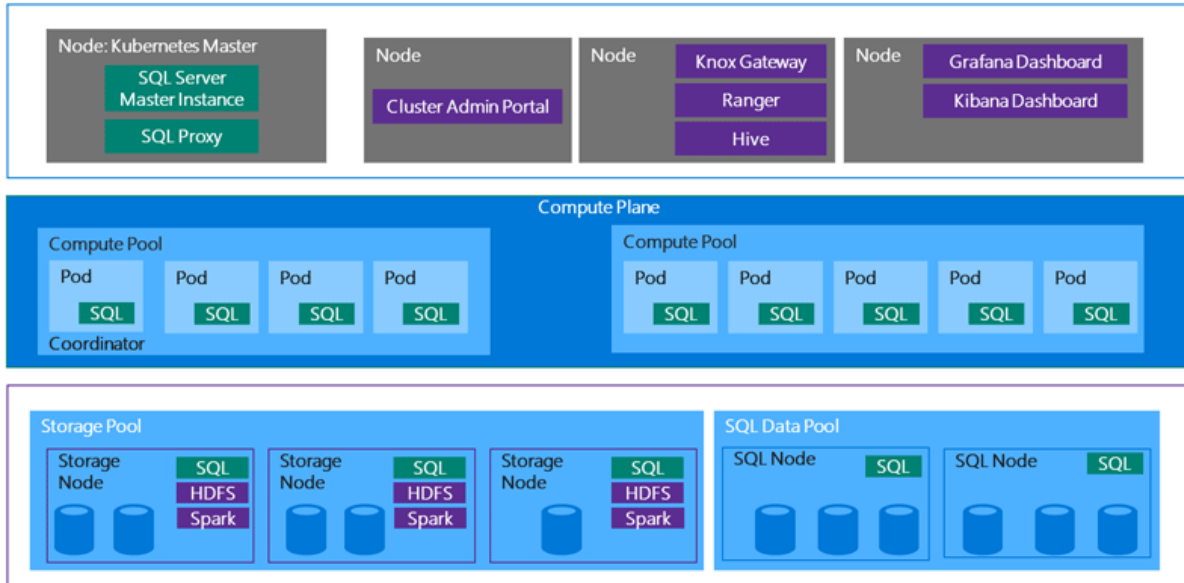 Node: Kubernetes Master
SQL Server
Master Instance
SQL Proxy
Node
Cluster Admin Portal
Node
Knox Gateway
Ranger
Hive
Node
Grafana Dashboard
Kibana Dashboard
Compute Plane
Compute Pool
Pod
SQL
Pod
SQL
Pod
SQL
Pod
SQL
Coordinator
Compute Pool
Pod
SQL
Pod
SQL
Pod
SQL
Pod
SQL
Pod
SQL
Storage Pool
Storage
Node
SQL
HDFS
Spark
Storage
Node
SQL
HDFS
Spark
Storage
Node
SQL
HDFS
Spark
SQL Data Pool
SQL Node
SQL
SQL Node
SQL